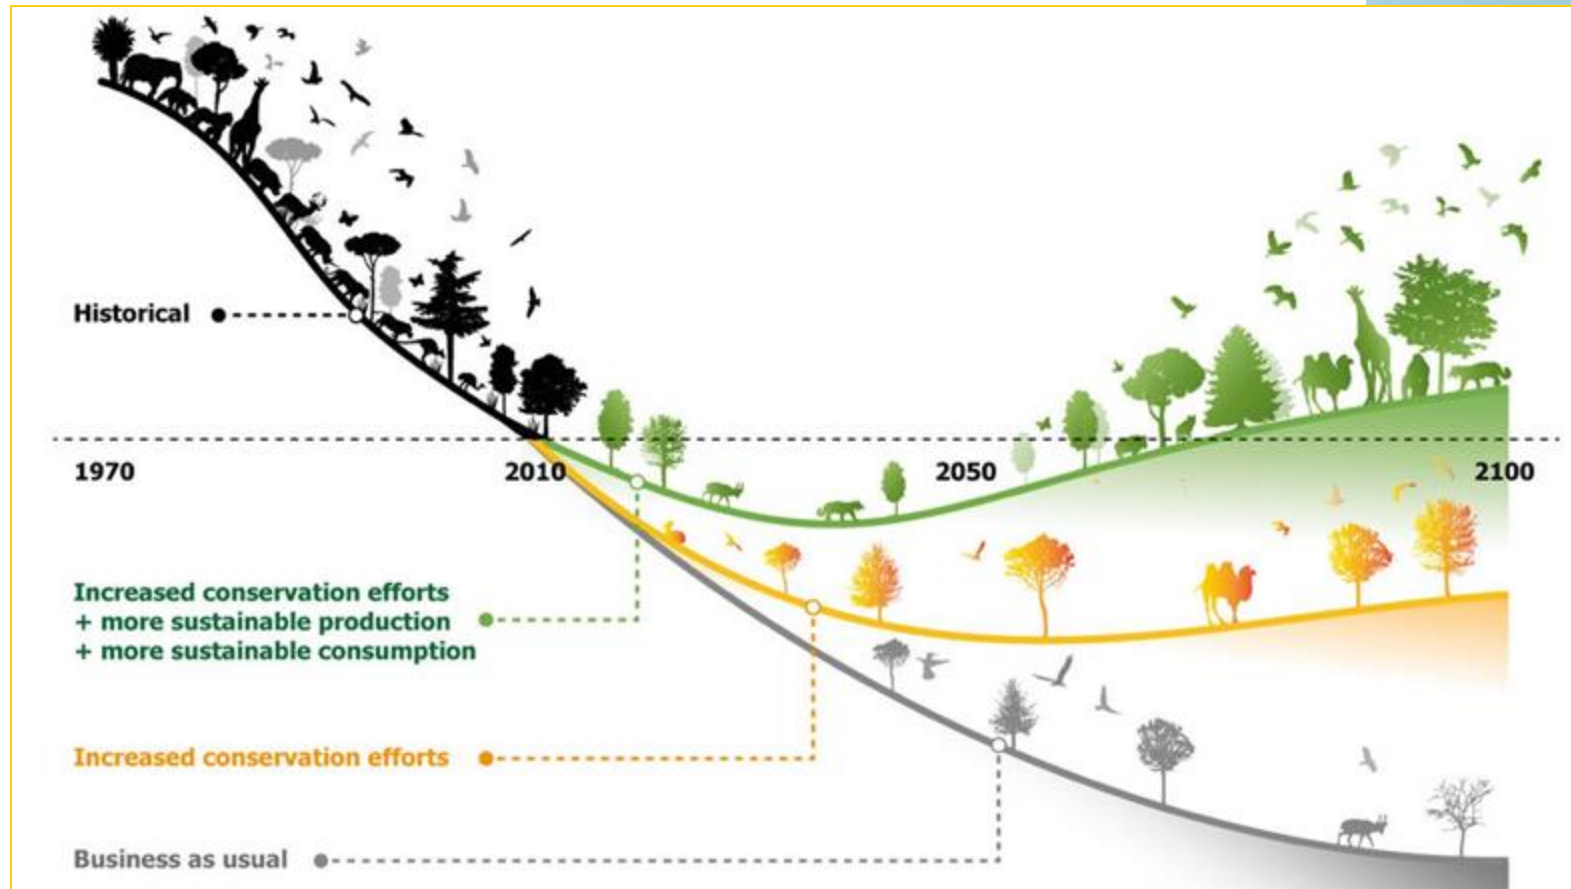 Historical
1970
2010
2050
2100
Increased conservation efforts
+ more sustainable production
+ more sustainable consumption
Increased conservation efforts
Business as usual